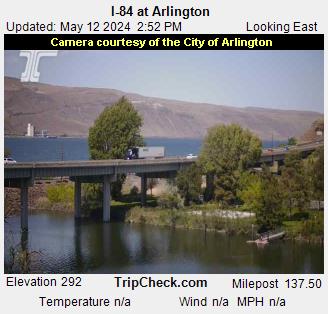 I-84 at Arlington
Updated: May 12 2024 2:52 PM Looking East
Camera courtesy of the City of Arlington
Elevation 292 TripCheck.com Milepost 137.50
Temperature n/a Wind n/a MPH n/a